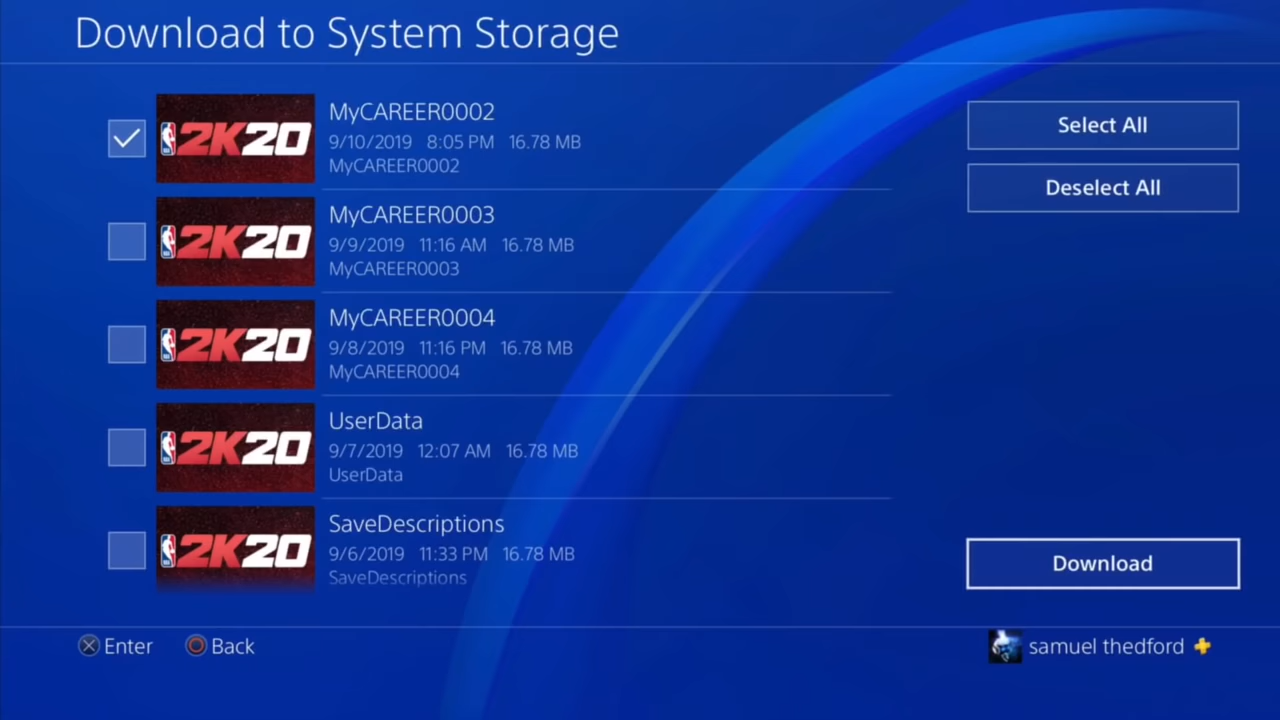 Download to System Storage
2K20
MyCAREER0002
9/10/2019 8:05 PM 16.78 MB
MyCAREER0002
2K20
MyCAREER0003
9/9/2019 11:16 AM 16.78 MB
MyCAREER0003
2K20
MyCAREER0004
9/8/2019 11:16 PM 16.78 MB
MyCAREER0004
2K20
UserData
9/7/2019 12:07 AM 16.78 MB
UserData
2K20
SaveDescriptions
9/6/2019 11:33 PM 16.78 MB
SaveDescriptions
Select All
Deselect All
Download
Enter
Back
samuel thedford